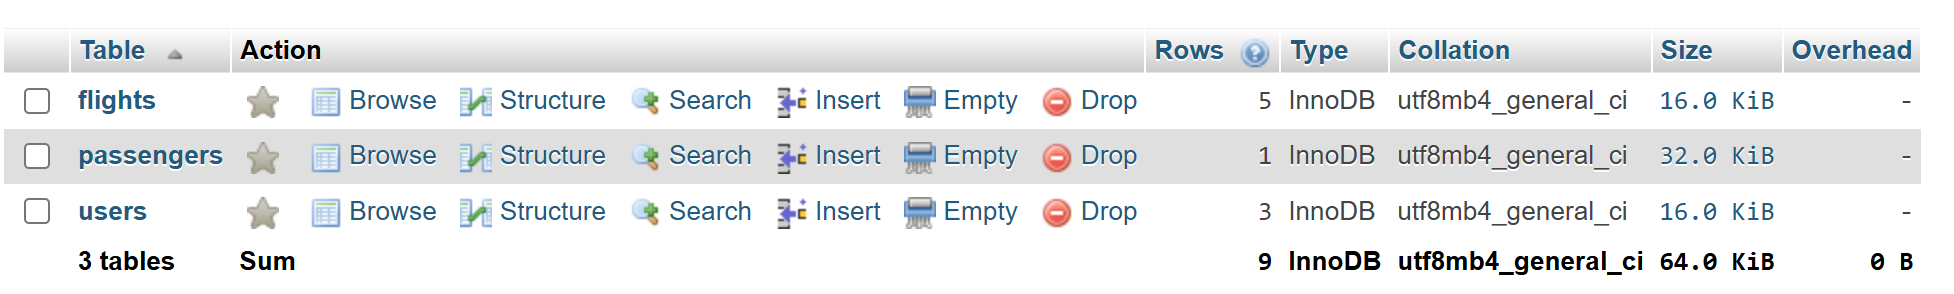 Table Action Rows Type Collation Size Overhead
flights Browse Structure Search Insert Empty Drop 5 InnoDB utf8mb4_general_ci 16.0 KiB -
passengers Browse Structure Search Insert Empty Drop 1 InnoDB utf8mb4_general_ci 32.0 KiB -
users Browse Structure Search Insert Empty Drop 3 InnoDB utf8mb4_general_ci 16.0 KiB -
3 tables Sum 9 InnoDB utf8mb4_general_ci 64.0 KiB 0 B